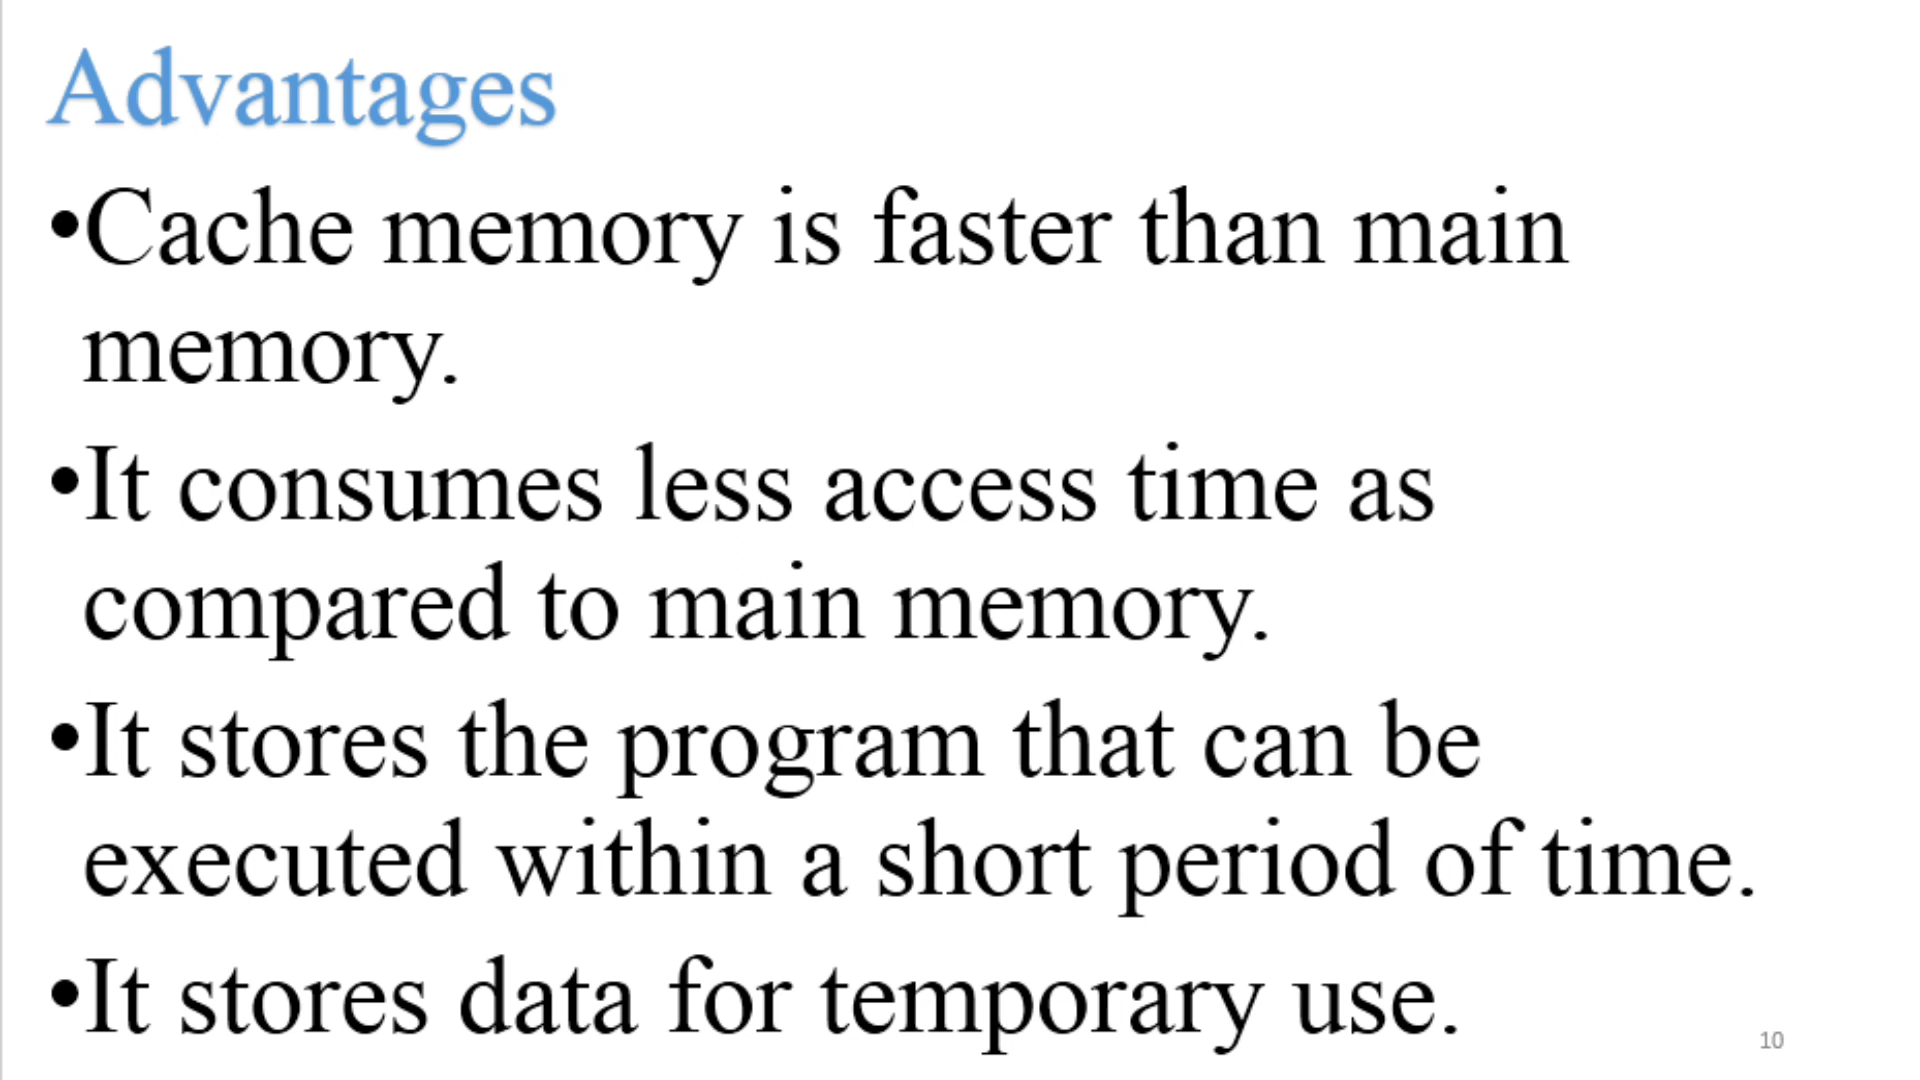 Advantages
•Cache memory is faster than main
memory.
•It consumes less access time as
compared to main memory.
•It stores the program that can be
executed within a short period of time.
•It stores data for temporary use.
10